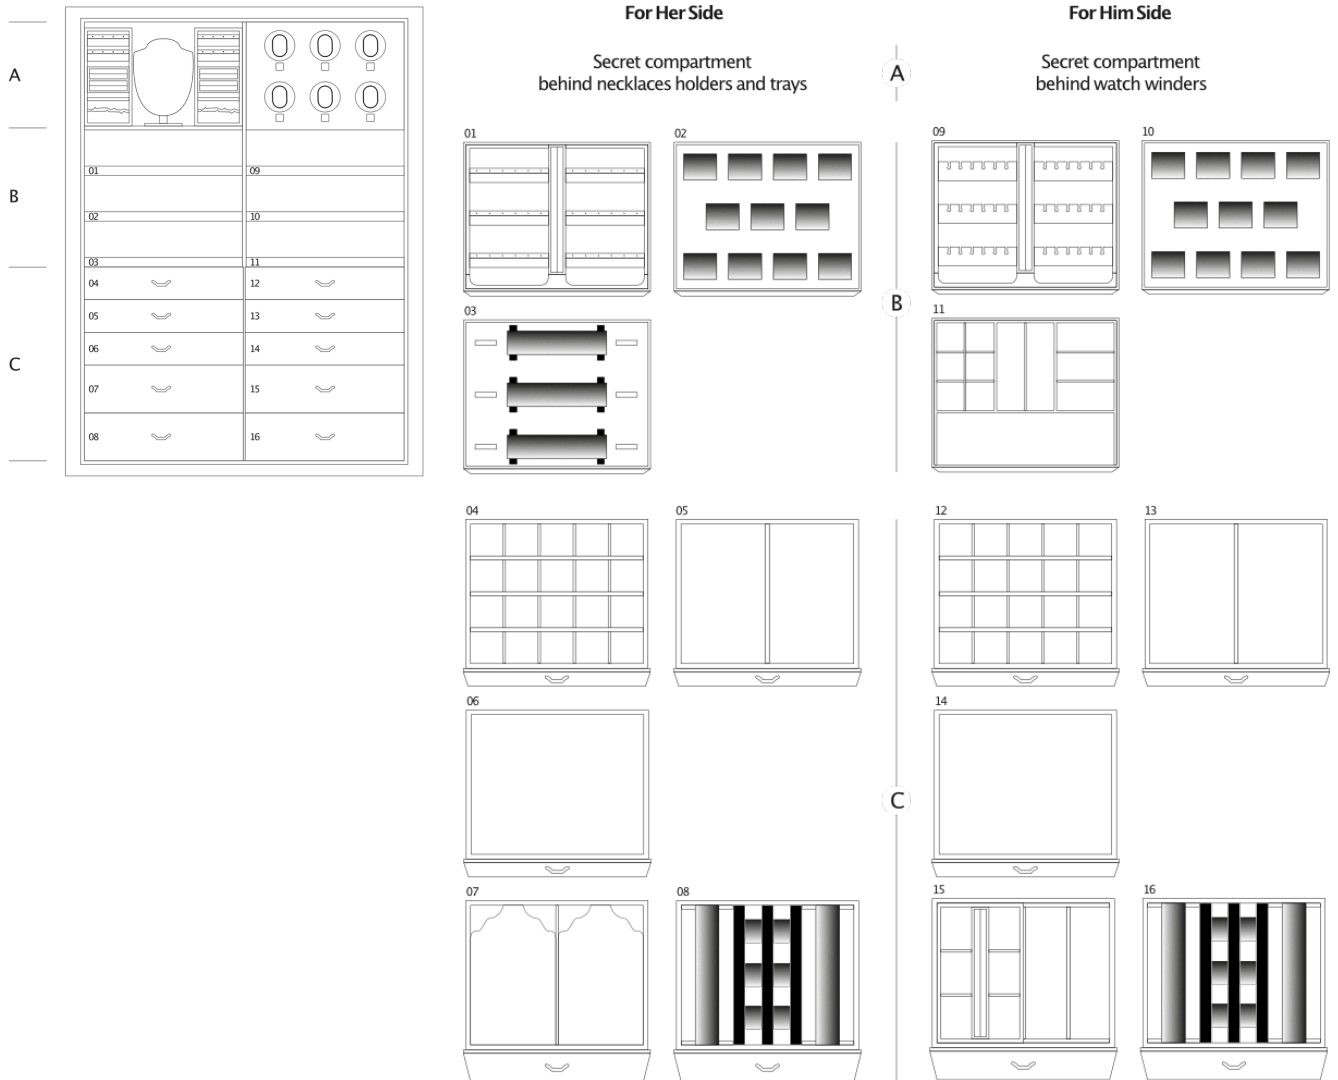 For Her Side
For Him Side
A
Secret compartment
behind necklaces holders and trays
A
Secret compartment
behind watch winders
B
01
09
02
10
03
11
C
04
12
05
13
06
14
07
15
08
16
01
02
09
10
03
B
11
04
05
12
13
06
14
C
07
08
15
16